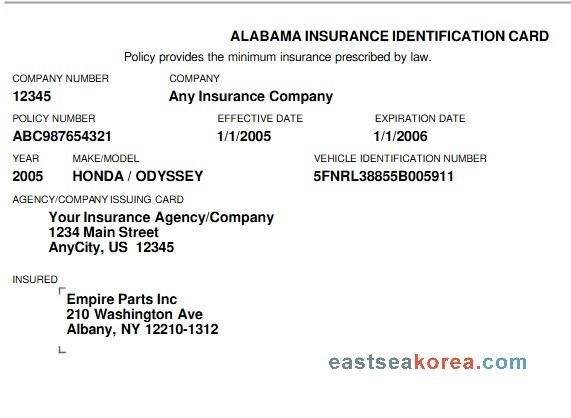 ALABAMA INSURANCE IDENTIFICATION CARD
Policy provides the minimum insurance prescribed by law.
COMPANY NUMBER COMPANY
12345 Any Insurance Company
POLICY NUMBER EFFECTIVE DATE EXPIRATION DATE
ABC987654321 1/1/2005 1/1/2006
YEAR MAKE/MODEL VEHICLE IDENTIFICATION NUMBER
2005 HONDA / ODYSSEY 5FNRL38855B005911
AGENCY/COMPANY ISSUING CARD
Your Insurance Agency/Company
1234 Main Street
AnyCity, US 12345
INSURED
Empire Parts Inc
210 Washington Ave
Albany, NY 12210-1312
eastseakorea.com